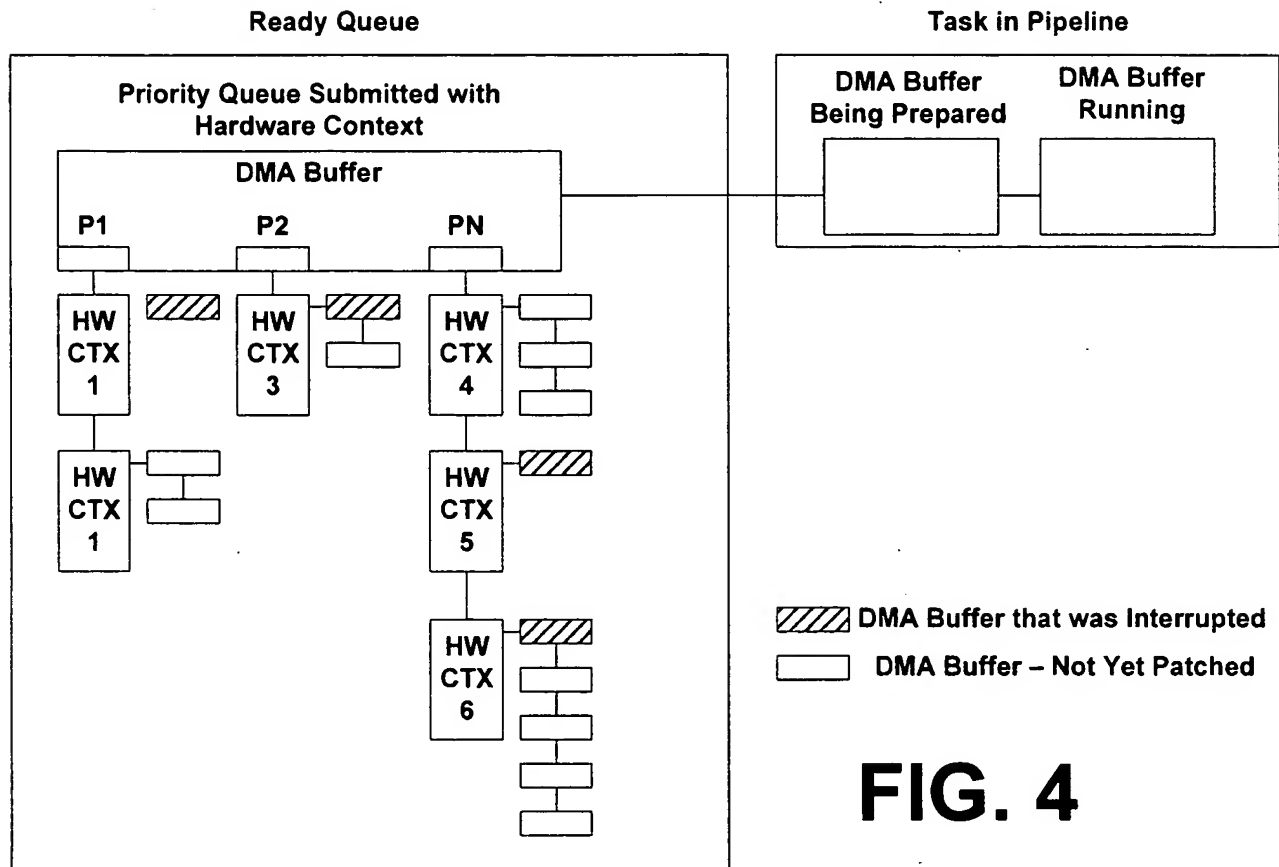 Ready Queue
Task in Pipeline
Priority Queue Submitted with
Hardware Context
DMA Buffer
P1
P2
PN
DMA Buffer
Being Prepared
DMA Buffer
Running
HW
CTX
1
HW
CTX
3
HW
CTX
4
HW
CTX
1
HW
CTX
5
HW
CTX
6
DMA Buffer that was Interrupted
DMA Buffer – Not Yet Patched
FIG. 4